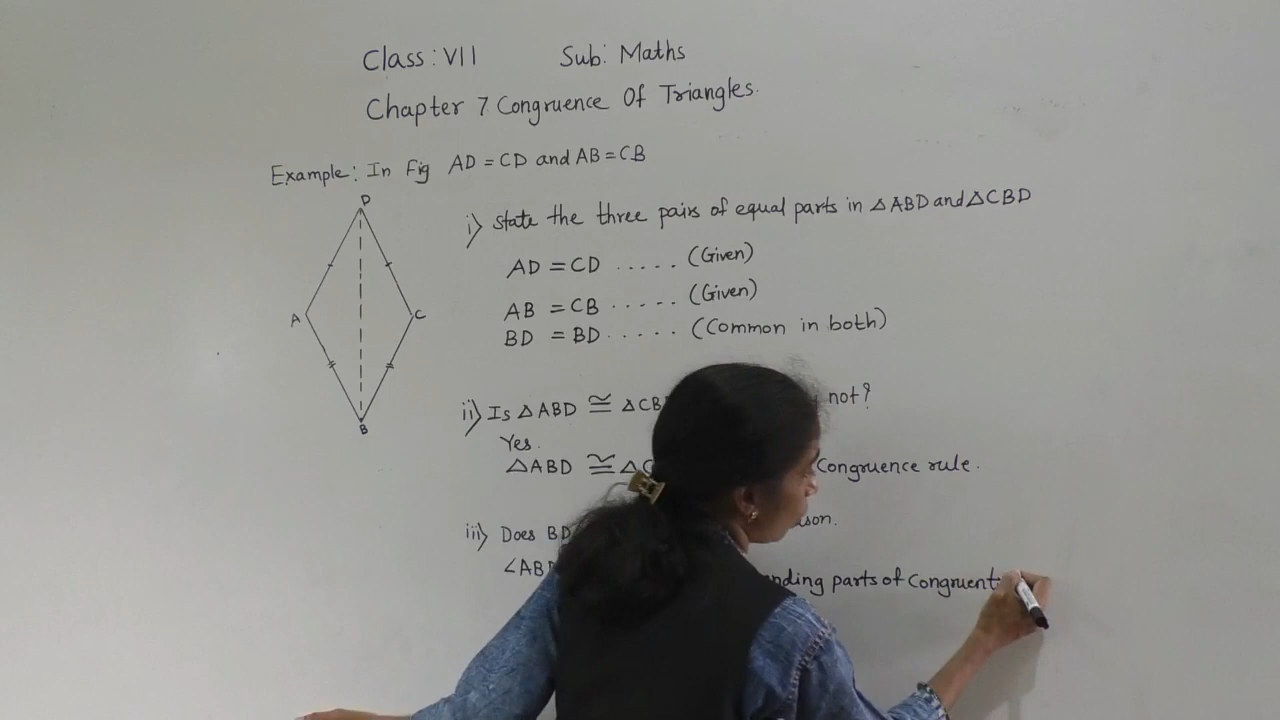 Class: VII Sub: Maths
Chapter 7 Congruence Of Triangles.
Example: In Fig AD = CD and AB = CB
D
A
C
B
i) State the three pairs of equal parts in △ABD and △CBD
AD = CD ..... (Given)
AB = CB ..... (Given)
BD = BD ..... (Common in both)
ii) Is △ABD ≅ △CB not?
Yes.
△ABD ≅ △ Congruence rule.
iii) Does BD
∠AB parts of Congruent